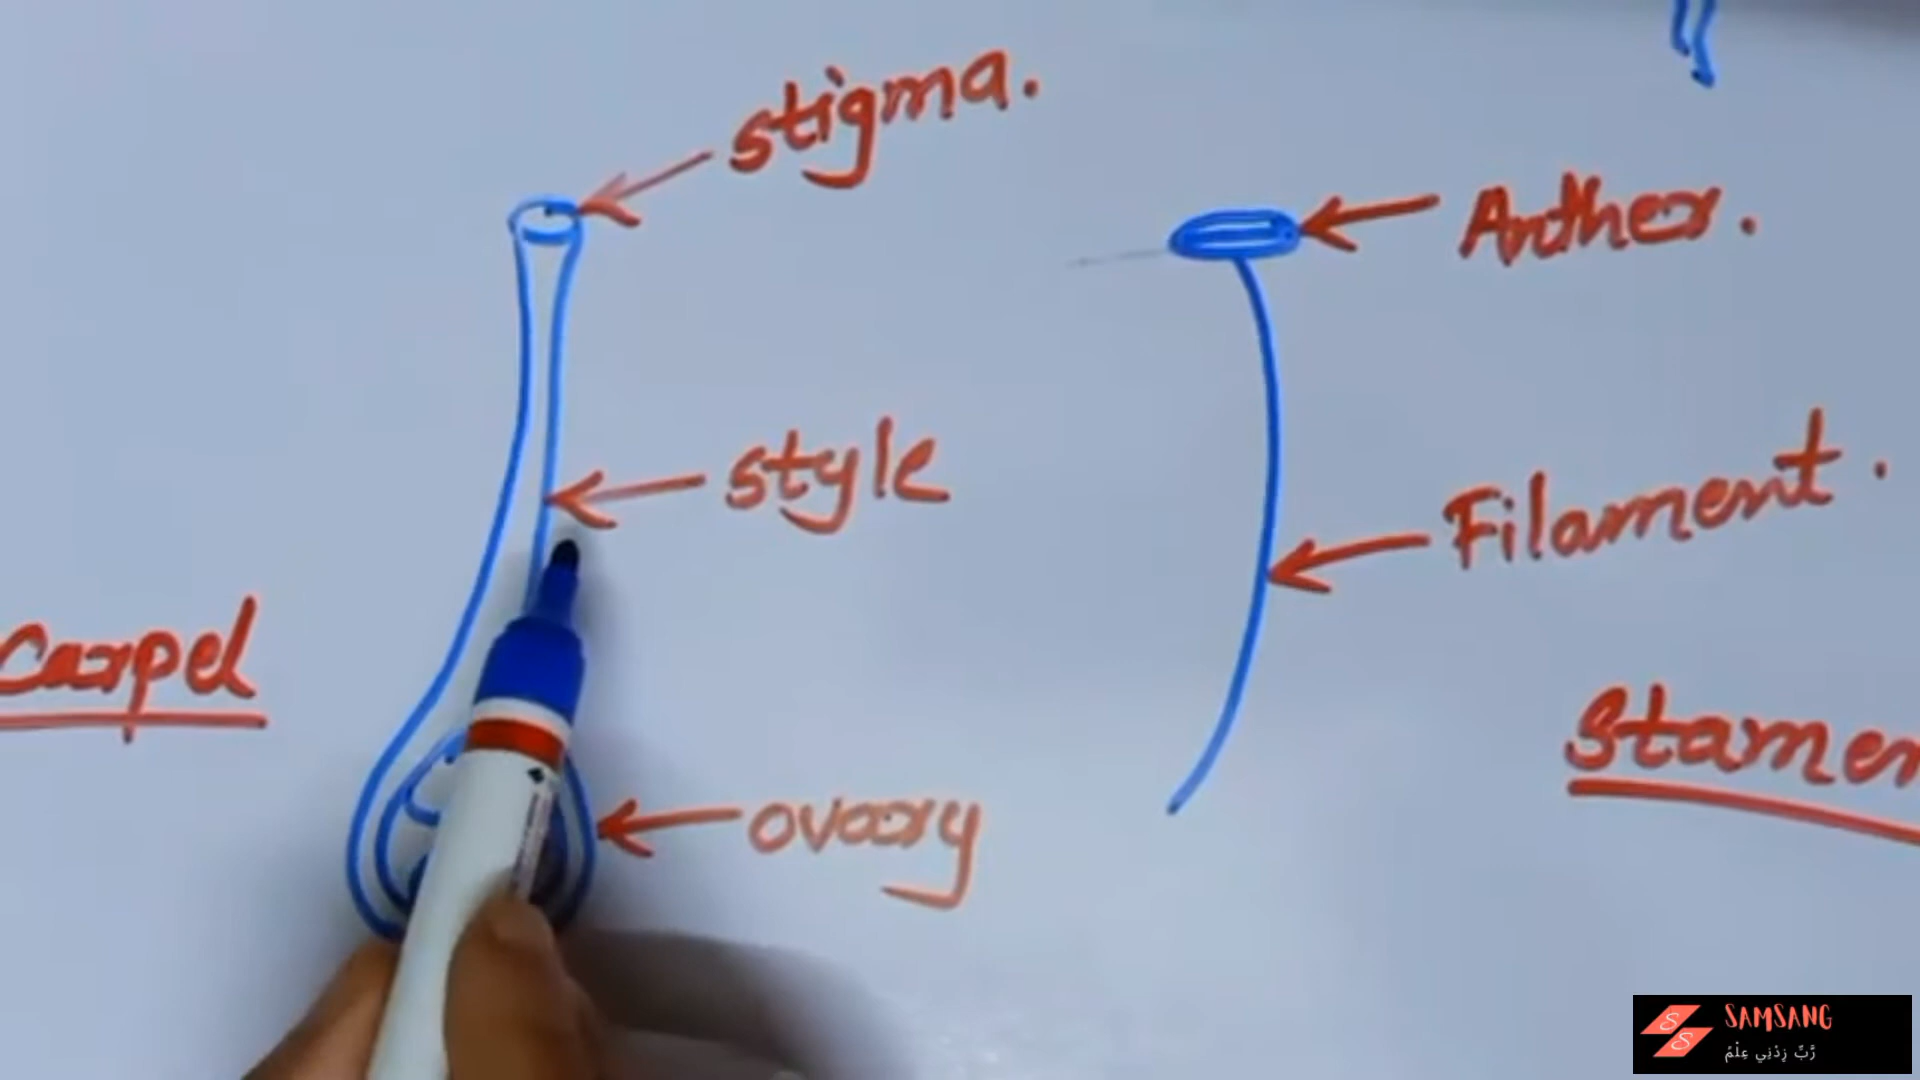 stigma.
Anther.
style
Filament.
Carpel
Stamen
ovary
SAMSANG
رَّبِّ زِدْنِي عِلْمًا